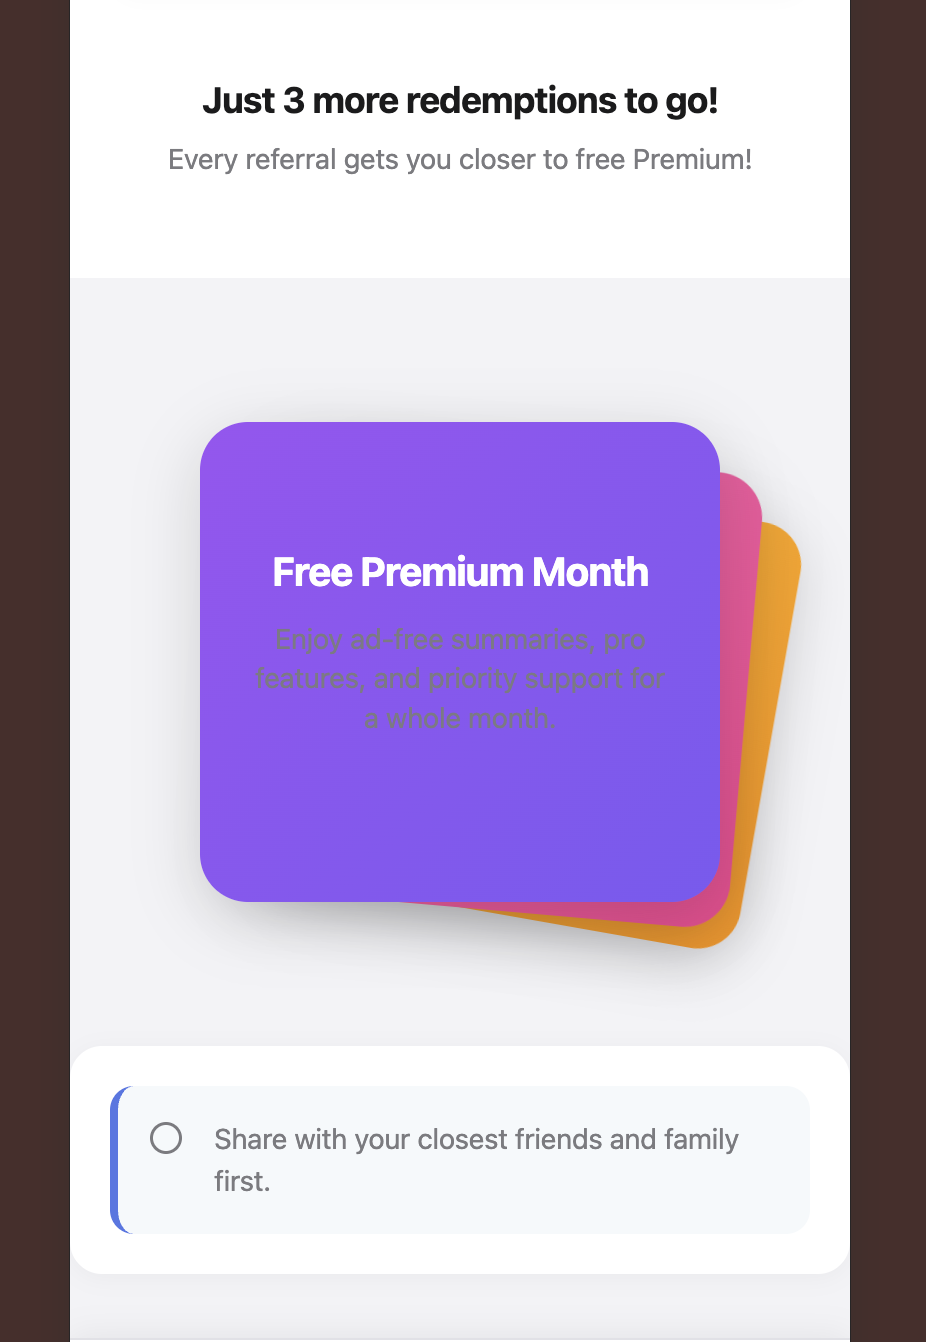 Just 3 more redemptions to go!
Every referral gets you closer to free Premium!
Free Premium Month
Enjoy ad-free summaries, pro
features, and priority support for
a whole month.
Share with your closest friends and family
first.